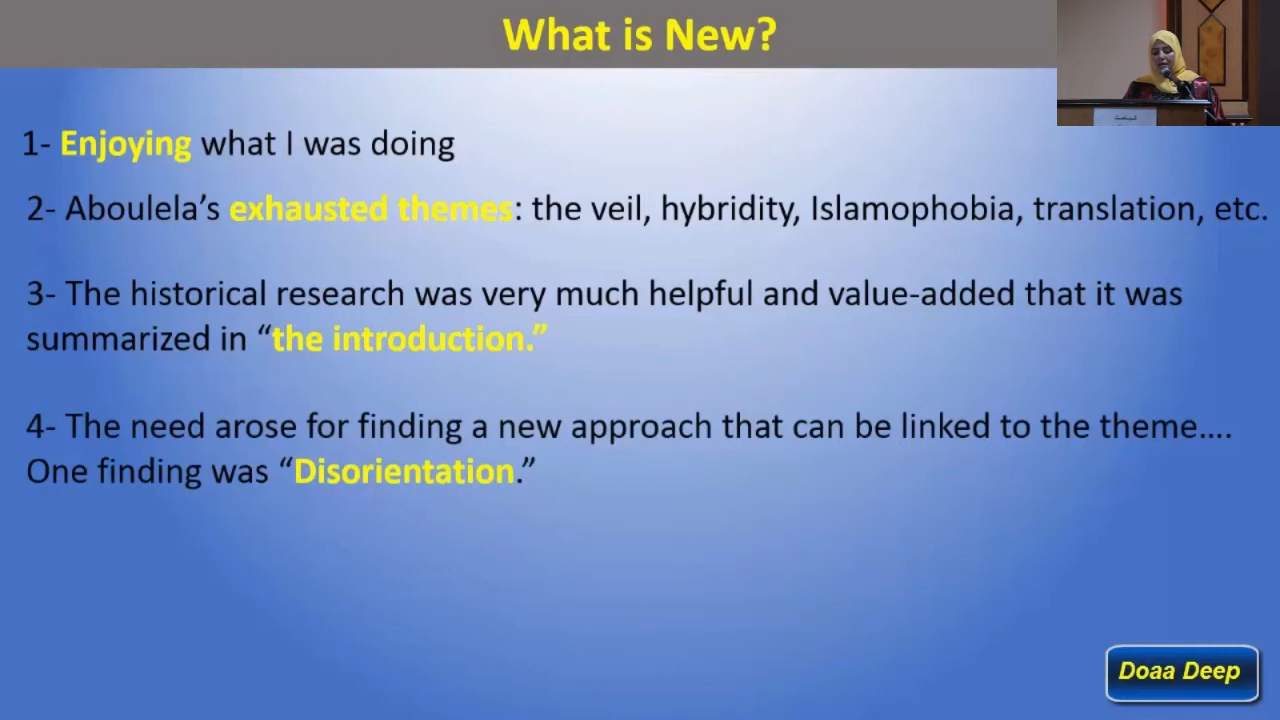 What is New?
1- Enjoying what I was doing
2- Aboulela’s exhausted themes: the veil, hybridity, Islamophobia, translation, etc.
3- The historical research was very much helpful and value-added that it was
summarized in “the introduction.”
4- The need arose for finding a new approach that can be linked to the theme....
One finding was “Disorientation.”
Doaa Deep